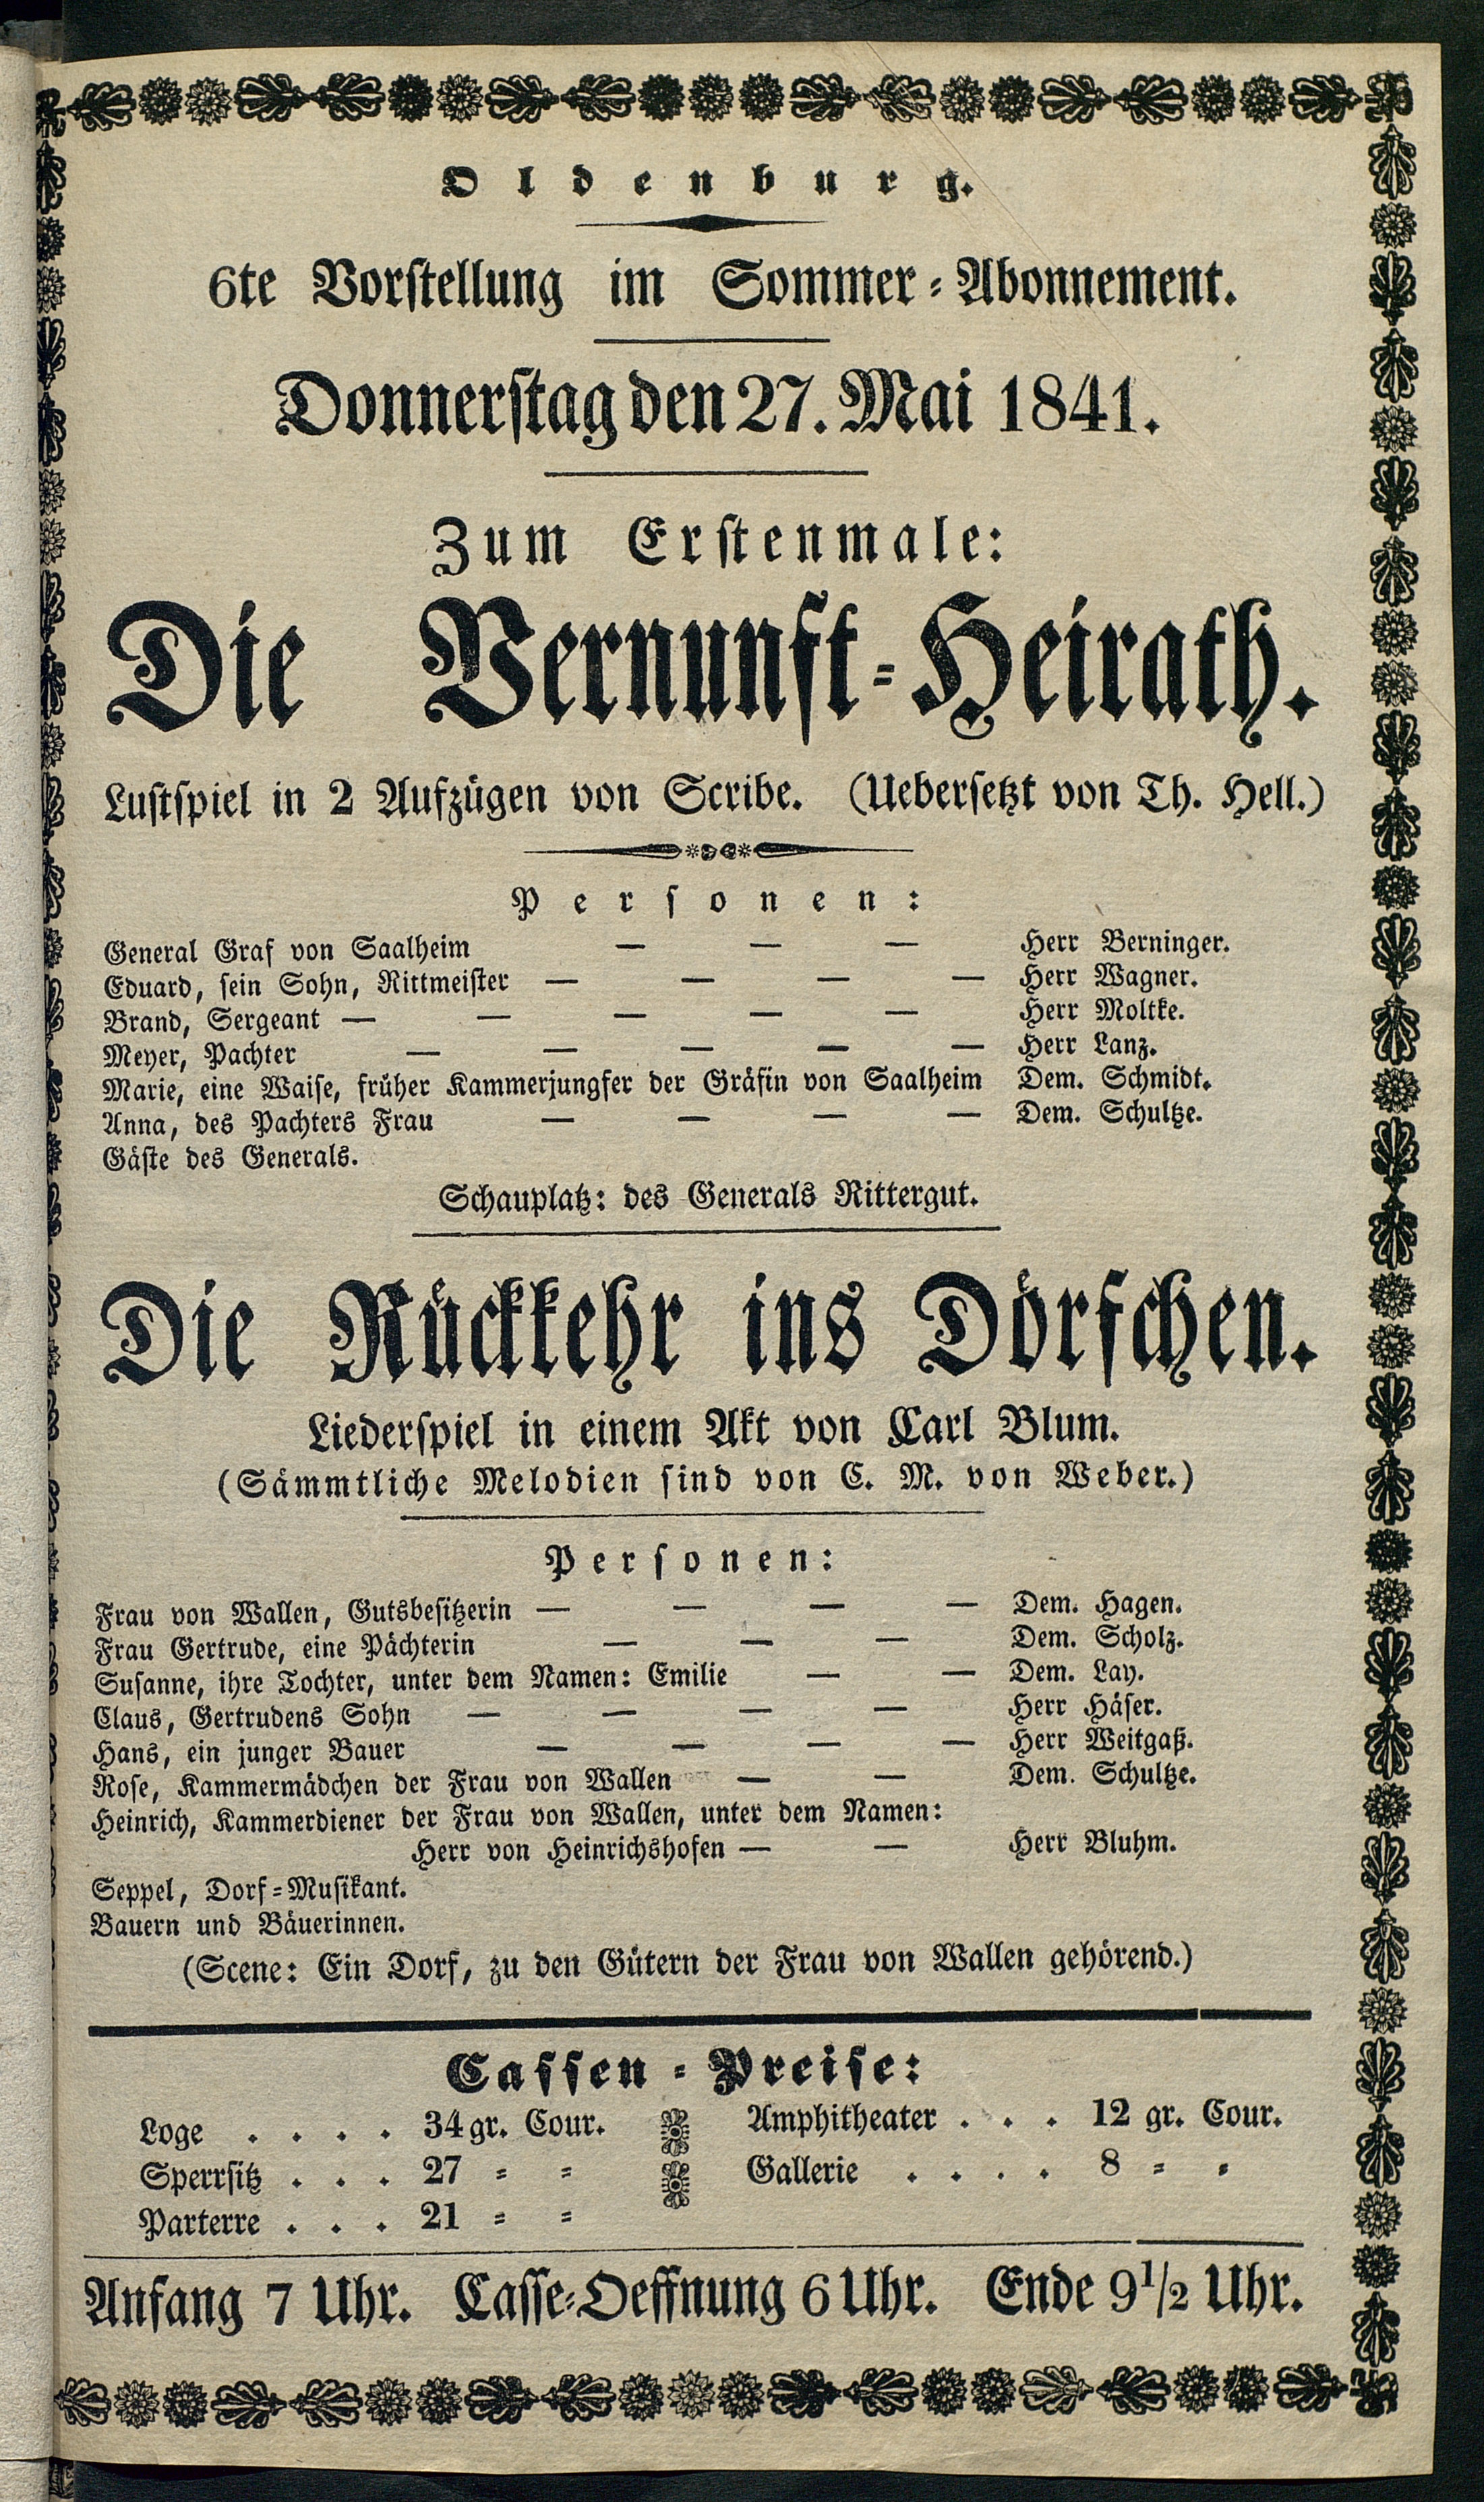 Oldenburg.
6te Vorstellung im Sommer-Abonnement.
Donnerstag den 27. Mai 1841.
Zum Erstenmale:
Die Vernunft-Heirath.
Lustspiel in 2 Aufzügen von Scribe. (Uebersetzt von Th. Hell.)
Personen:
General Graf von Saalheim — — — Herr Berninger.
Eduard, sein Sohn, Rittmeister — — — — Herr Wagner.
Brand, Sergeant — — — — — Herr Moltke.
Meyer, Pachter — — — — — Herr Lanz.
Marie, eine Waise, früher Kammerjungfer der Gräfin von Saalheim Dem. Schmidt.
Anna, des Pachters Frau — — — — Dem. Schultze.
Gäste des Generals.
Schauplatz: des Generals Rittergut.
Die Rückkehr ins Dörfchen.
Liederspiel in einem Akt von Carl Blum.
(Sämmtliche Melodien sind von C. M. von Weber.)
Personen:
Frau von Wallen, Gutsbesitzerin — — — — Dem. Hagen.
Frau Gertrude, eine Pächterin — — — Dem. Scholz.
Susanne, ihre Tochter, unter dem Namen: Emilie — — Dem. Lay.
Claus, Gertrudens Sohn — — — — Herr Häser.
Hans, ein junger Bauer — — — — Herr Weitgaß.
Rose, Kammermädchen der Frau von Wallen — — Dem. Schultze.
Heinrich, Kammerdiener der Frau von Wallen, unter dem Namen:
Herr von Heinrichshofen — — Herr Bluhm.
Seppel, Dorf-Musikant.
Bauern und Bäuerinnen.
(Scene: Ein Dorf, zu den Gütern der Frau von Wallen gehörend.)
Cassen-Preise:
Loge . . . . 34 gr. Cour.
Sperrsitz . . . 27 = =
Parterre . . . 21 = =
Amphitheater . . . 12 gr. Cour.
Gallerie . . . . 8 = =
Anfang 7 Uhr. Casse-Oeffnung 6 Uhr. Ende 9 1/2 Uhr.